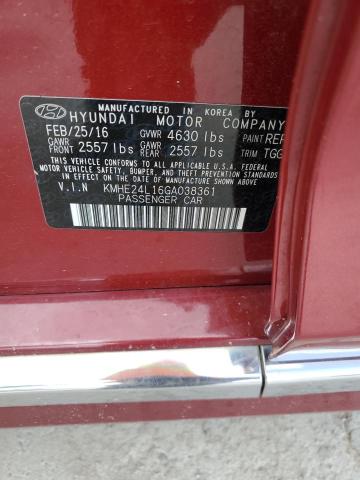 MANUFACTURED IN KOREA BY
HYUNDAI MOTOR COMPANY
FEB/25/16 GVWR 4630 lbs PAINT REF
GAWR FRONT 2557 lbs GAWR REAR 2557 lbs TRIM TGG
THIS VEHICLE CONFORMS TO ALL APPLICABLE U.S.A. FEDERAL
MOTOR VEHICLE SAFETY, BUMPER, AND THEFT PREVENTION
STANDARDS IN EFFECT ON THE DATE OF MANUFACTURE SHOWN ABOVE.
V.I.N KMHE24L16GA038361
PASSENGER CAR